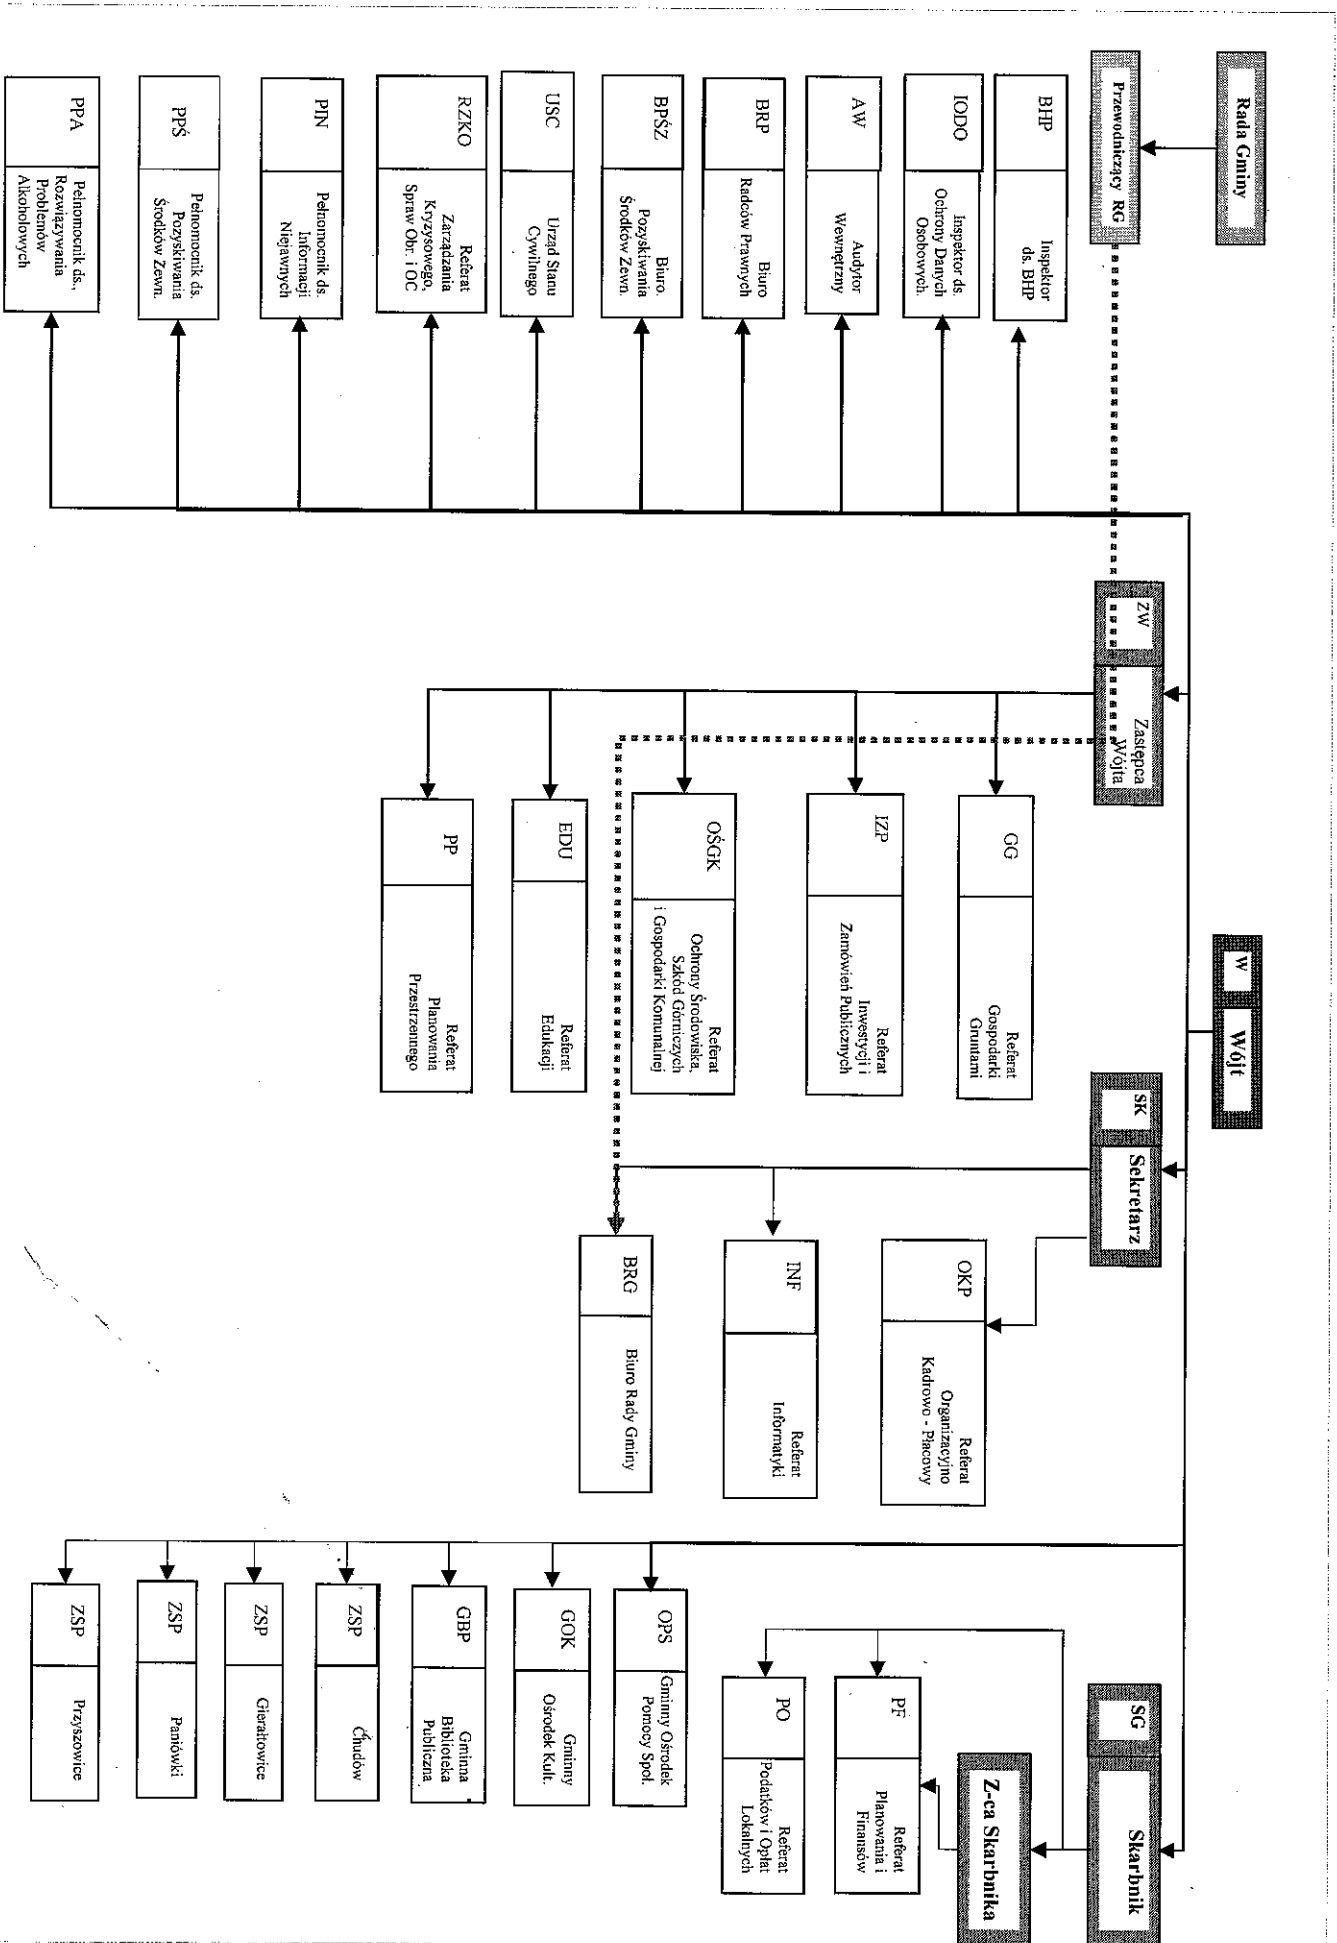 Rada Gminy
Przewodniczący RG
W
Wójt
ZW
Zastępca
Wójta
SK
Sekretarz
SG
Skarbnik
Z-ca Skarbnika
BHP
Inspektor
ds. BHP
IODO
Inspektor ds.
Ochrony Danych
Osobowych.
AW
Audytor
Wewnętrzny
BRP
Biuro
Radców Prawnych
BPŚZ
Biuro.
Pozyskiwania
Środków Zewn.
USC
Urząd Stanu
Cywilnego
RZKO
Referat
Zarządzania
Kryzysowego,
Spraw Obr. i OC
PIN
Pełnomocnik ds.
Informacji
Niejawnych
PPŚ
Pełnomocnik ds.
Pozyskiwania
Środków Zewn.
PPA
Pełnomocnik ds.,
Rozwiązywania
Problemów
Alkoholowych
GG
Referat
Gospodarki
Gruntami
IZP
Referat
Inwestycji i
Zamówień Publicznych
OŚGK
Referat
Ochrony Środowiska,
Szkód Górniczych
i Gospodarki Komunalnej
EDU
Referat
Edukacji
PP
Referat
Planowania
Przestrzennego
OKP
Referat
Organizacyjno
Kadrowo - Płacowy
INF
Referat
Informatyki
BRG
Biuro Rady Gminy
PF
Referat
Planowania i
Finansów
PO
Referat
Podatków i Opłat
Lokalnych
OPS
Gminny Ośrodek
Pomocy Społ.
GOK
Gminny
Ośrodek Kult.
GBP
Gminna
Biblioteka
Publiczna
ZSP
Chudów
ZSP
Gierałtowice
ZSP
Paniówki
ZSP
Przyszowice